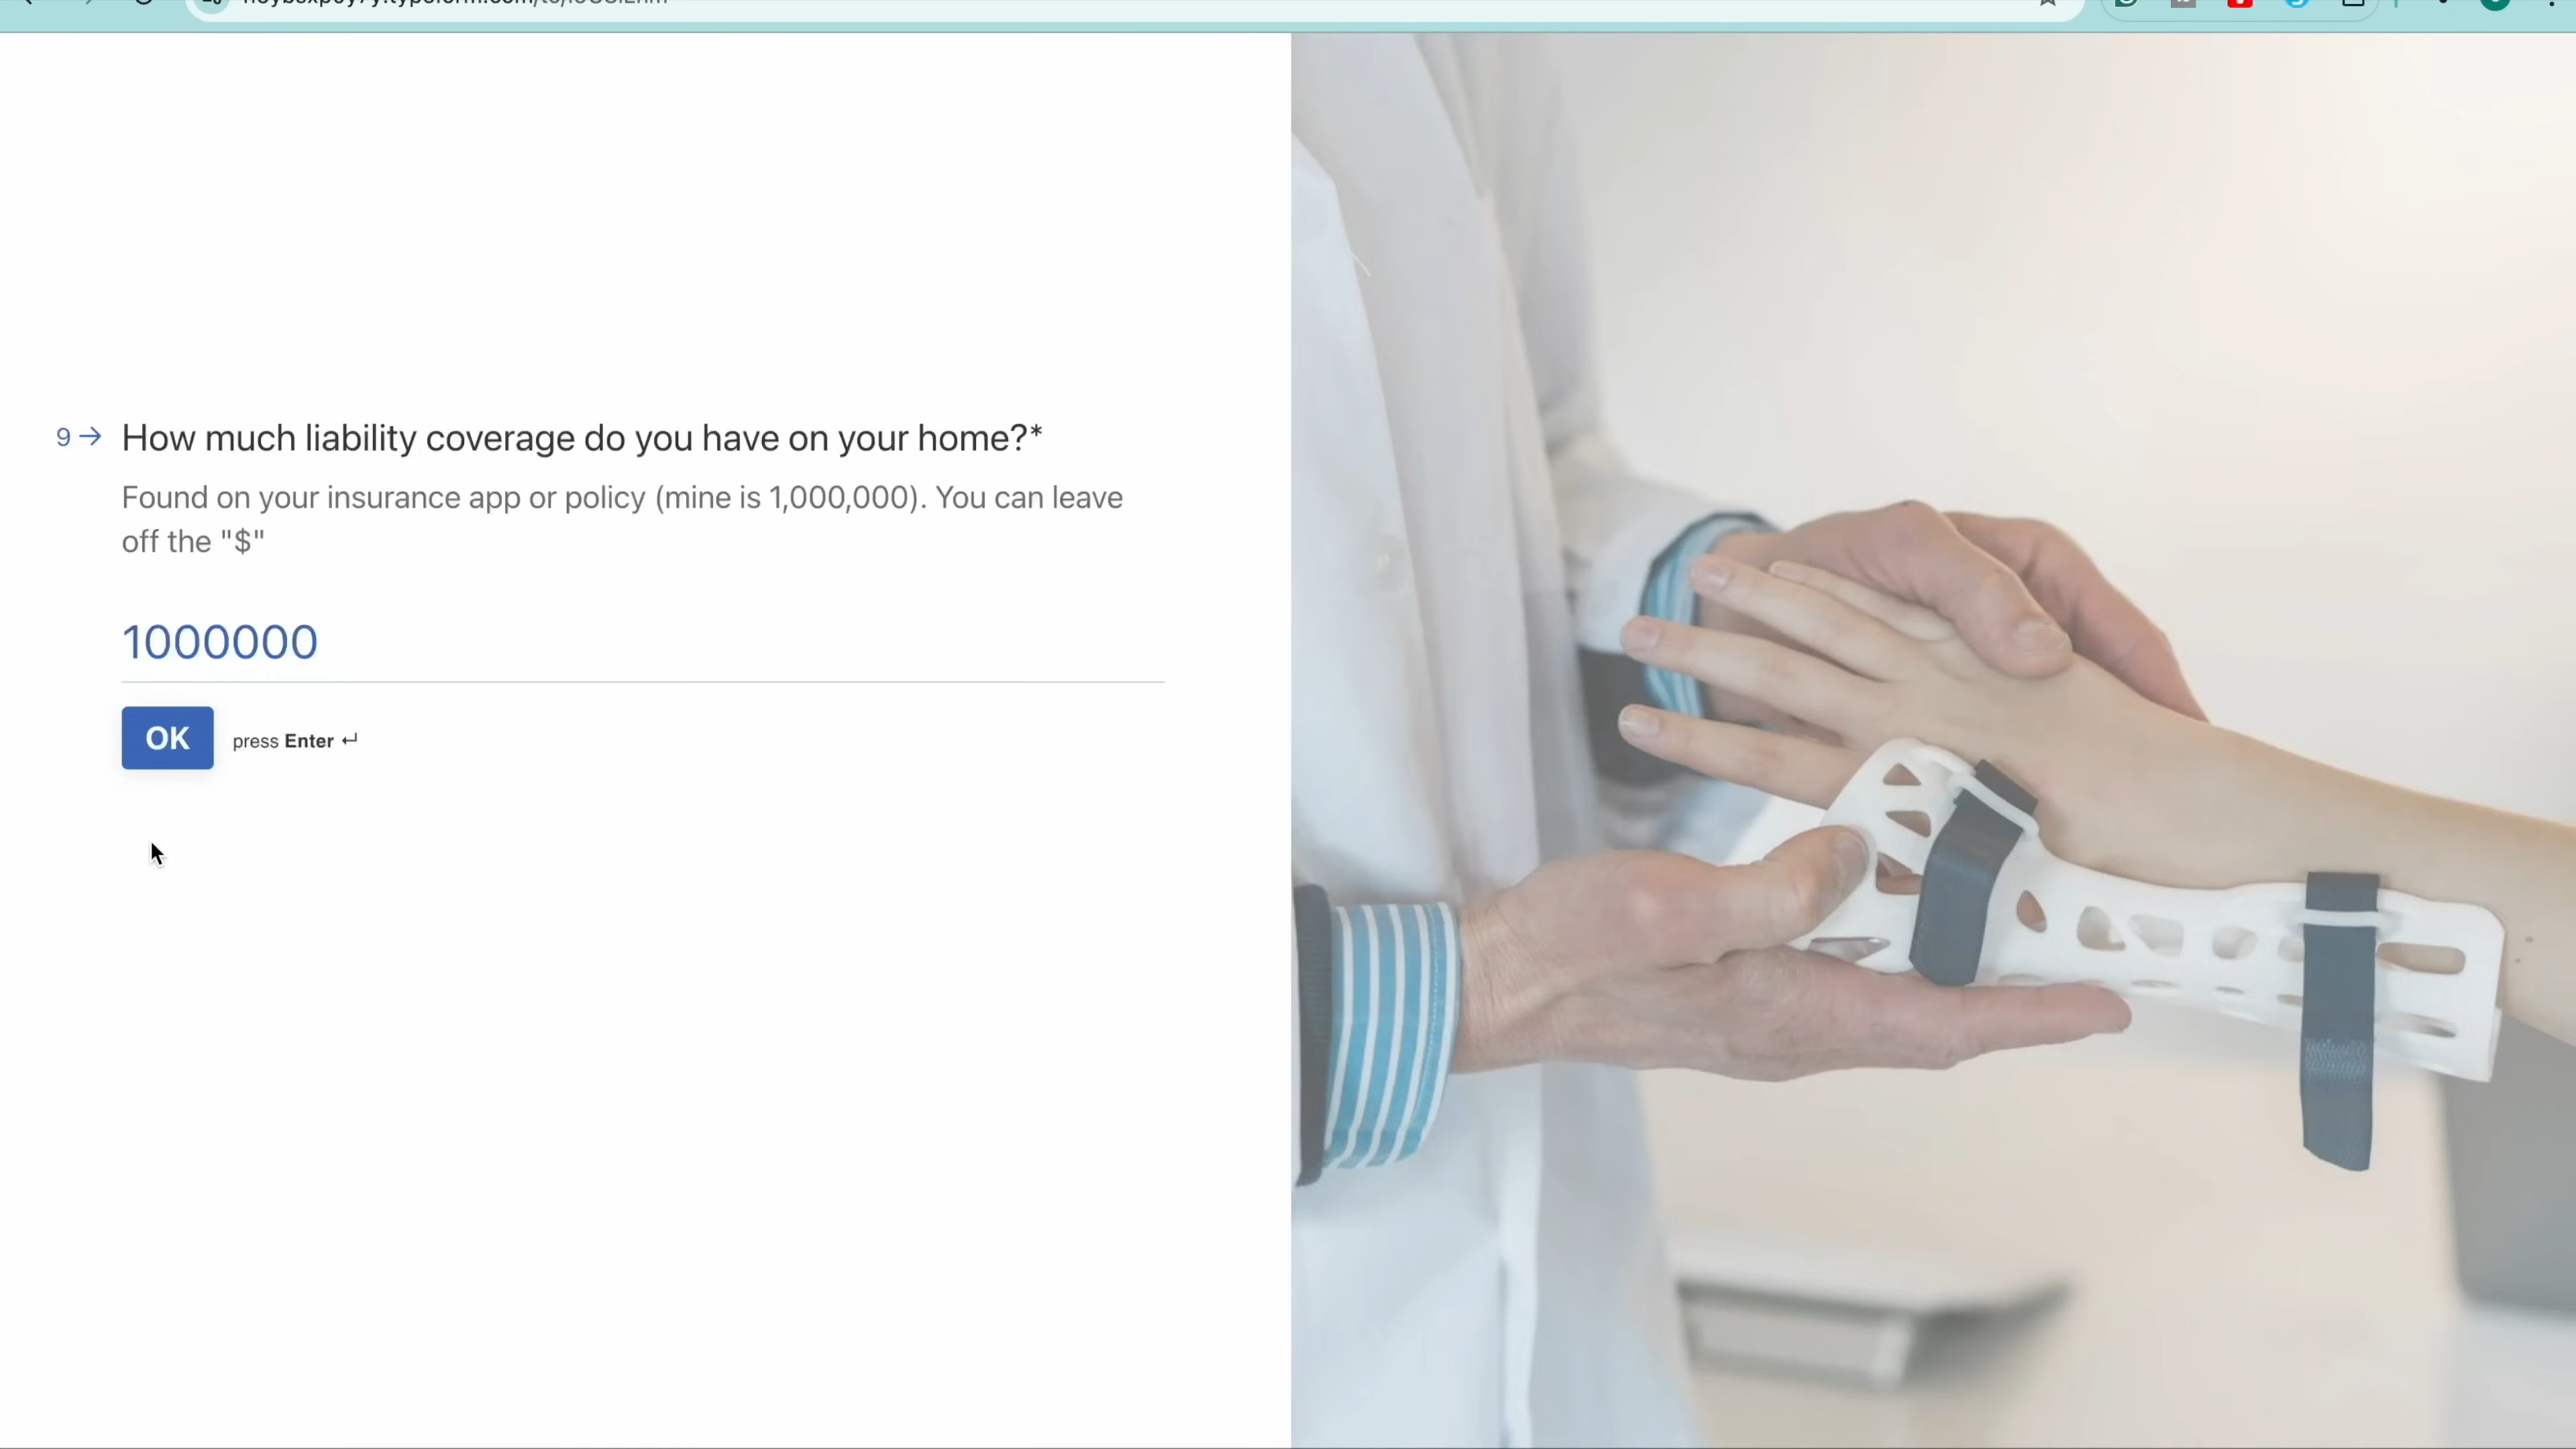 9→ How much liability coverage do you have on your home?*
Found on your insurance app or policy (mine is 1,000,000). You can leave
off the "$"
1000000
OK press Enter ↵